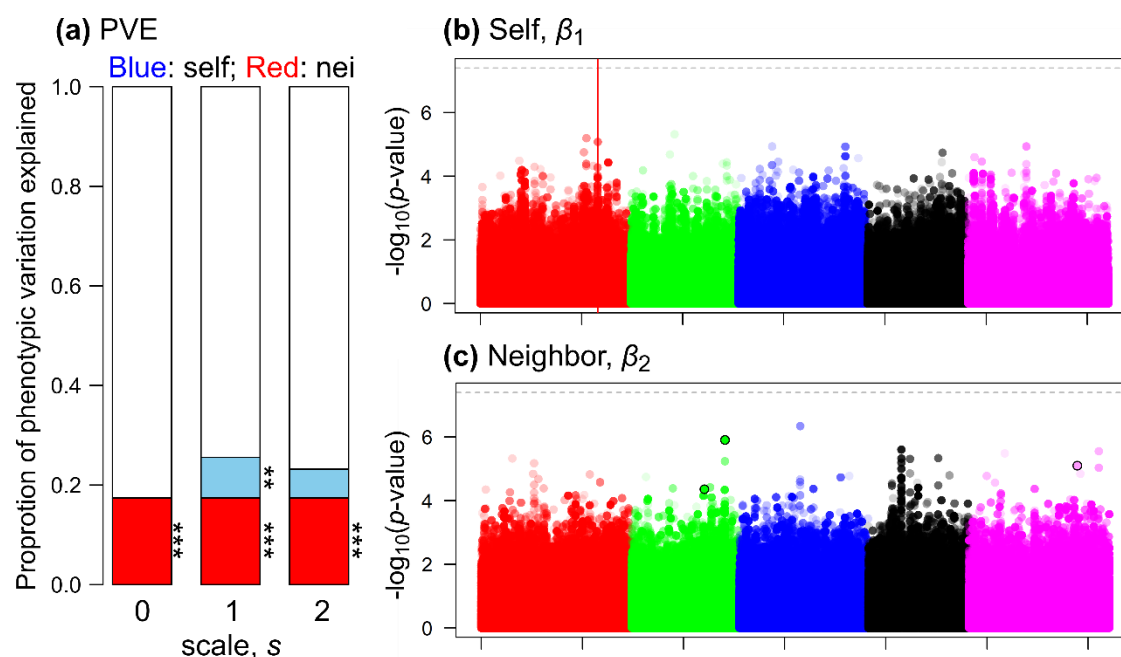 (a) PVE
Blue: self; Red: nei
Proprotion of phenotypic variation explained
1.0
0.8
0.6
0.4
0.2
0.0
***
**
***
***
0 1 2
scale, s
(b) Self, β1
-log10(p-value)
6
4
2
0
(c) Neighbor, β2
-log10(p-value)
6
4
2
0